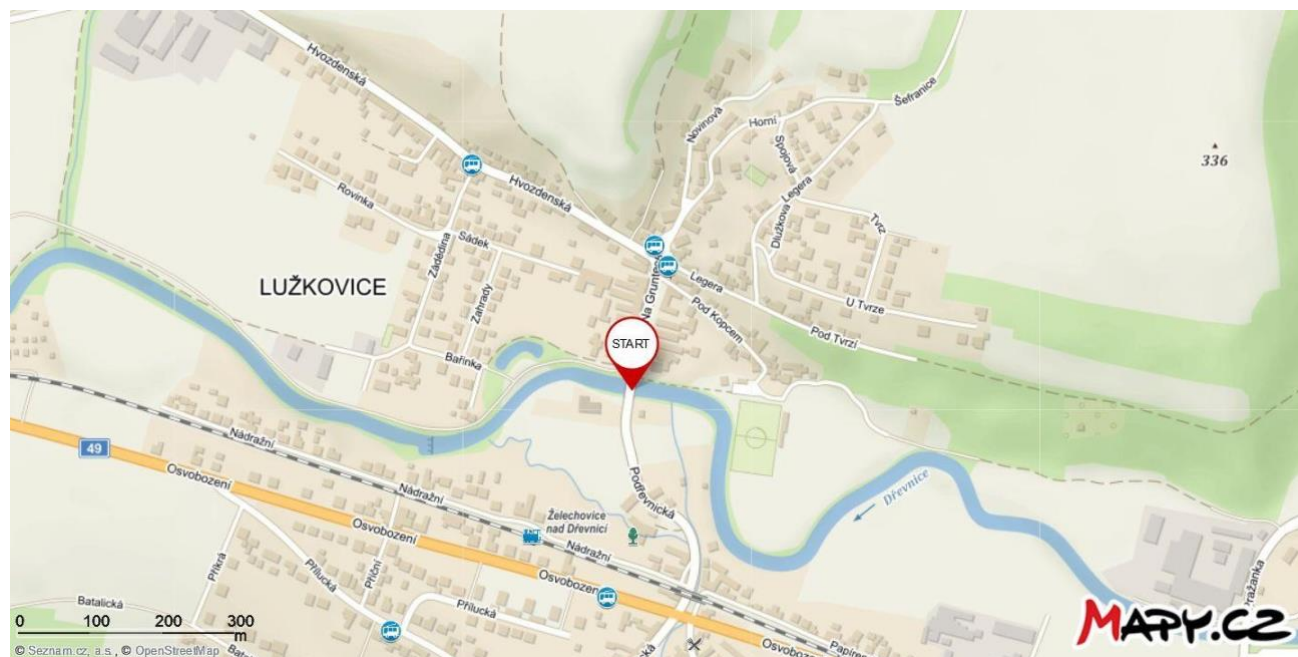 Hvozdenská
Šefranice
Novinová
Horní
Spojová
336
Hvozdenská
Rovinka
Legera
Dlužkova
Tvrz
Zádědina
Sádek
Na Gruntech
Legera
LUŽKOVICE
Zahrady
Pod Kopcem
U Tvrze
Pod Tvrzí
START
Bařinka
Nádražní
49
Osvobození
Podřevnická
Dřevnice
Nádražní
Želechovice
nad Dřevnicí
Osvobození
Nádražní
Příkrá
Přílucká
Příční
Osvobození
Přílucká
Batalická
0 100 200 300
m
Osvobození
MAPY.CZ
© Seznam.cz, a.s., © OpenStreetMap